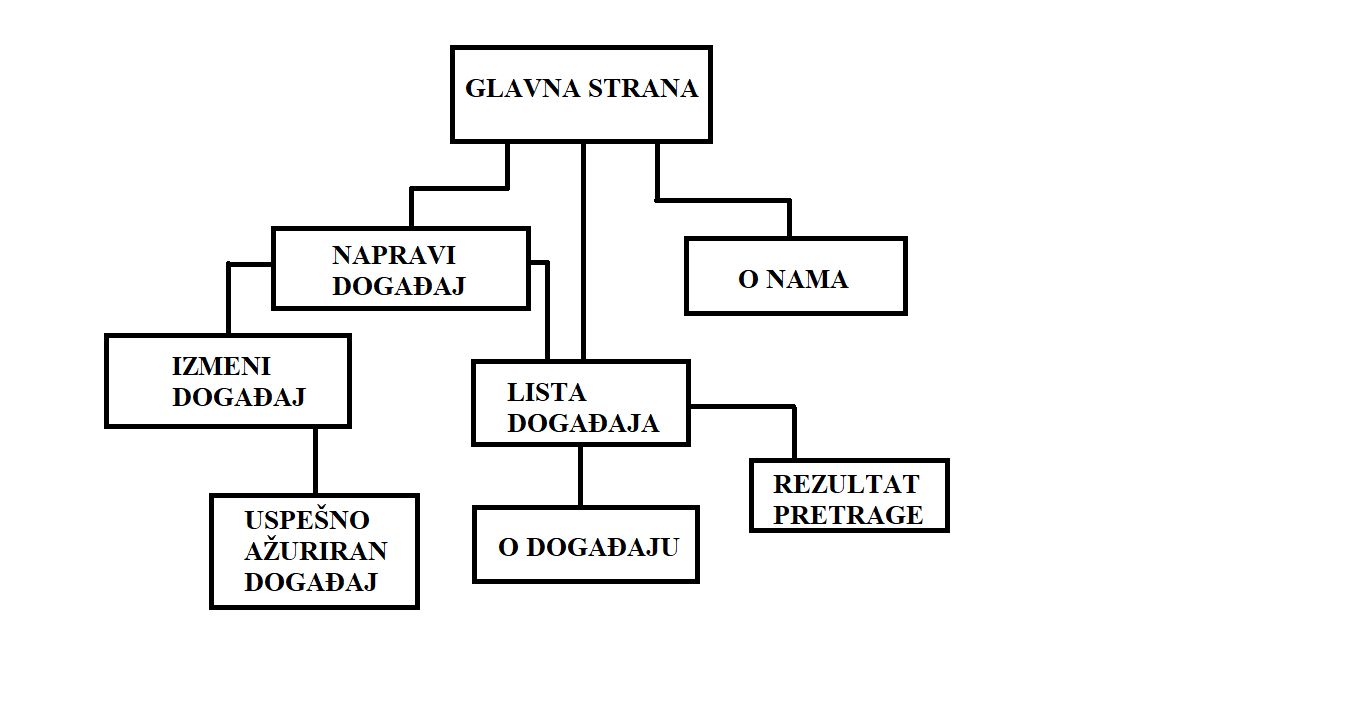 GLAVNA STRANA
NAPRAVI
DOGAĐAJ
O NAMA
IZMENI
DOGAĐAJ
LISTA
DOGAĐAJA
REZULTAT
PRETRAGE
USPEŠNO
AŽURIRAN
DOGAĐAJ
O DOGAĐAJU